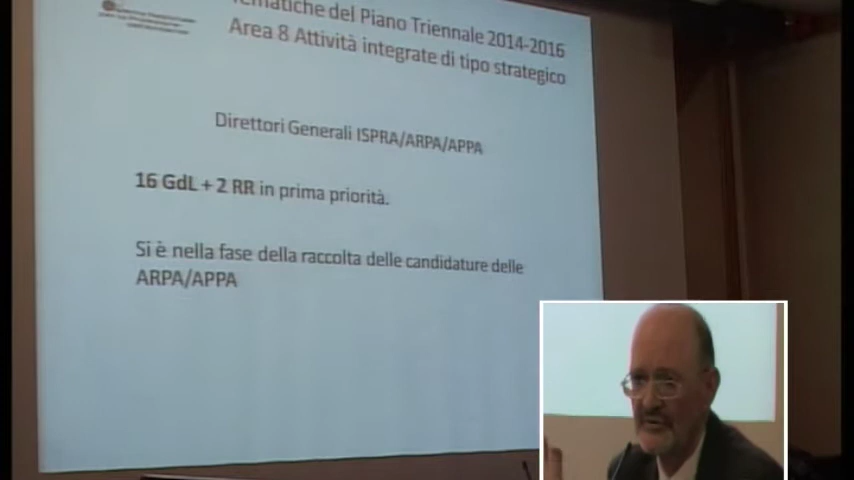 del Piano Triennale 2014-2016
Area 8 Attività integrate di tipo strategico
Direttori Generali ISPRA/ARPA/APPA
16 GdL + 2 RR in prima priorità.
Si è nella fase della raccolta delle candidature delle
ARPA/APPA